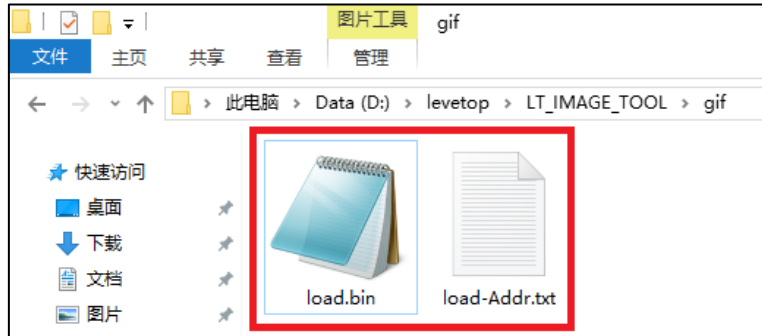 图片工具 gif
文件 主页 共享 查看 管理
此电脑 > Data (D:) > levetop > LT_IMAGE_TOOL > gif
快速访问
桌面
下载
文档
图片
load.bin load-Addr.txt